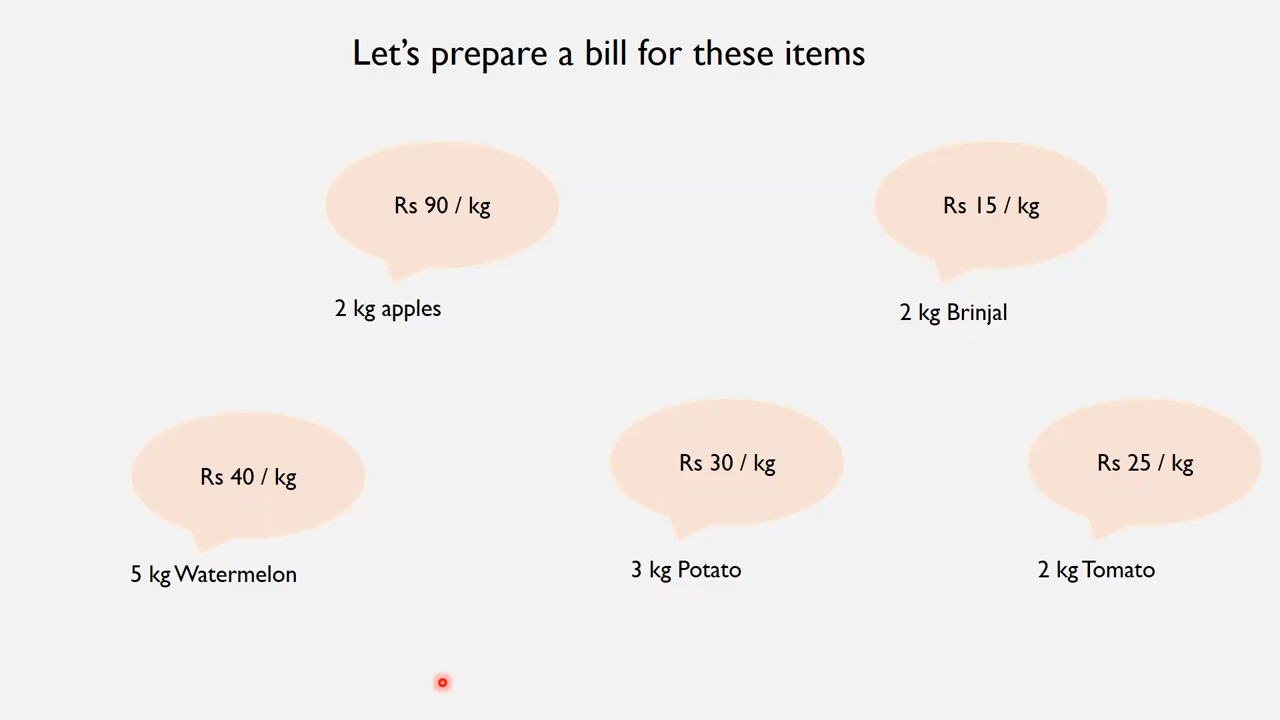 Let’s prepare a bill for these items
Rs 90 / kg
2 kg apples
Rs 15 / kg
2 kg Brinjal
Rs 40 / kg
5 kg Watermelon
Rs 30 / kg
3 kg Potato
Rs 25 / kg
2 kg Tomato